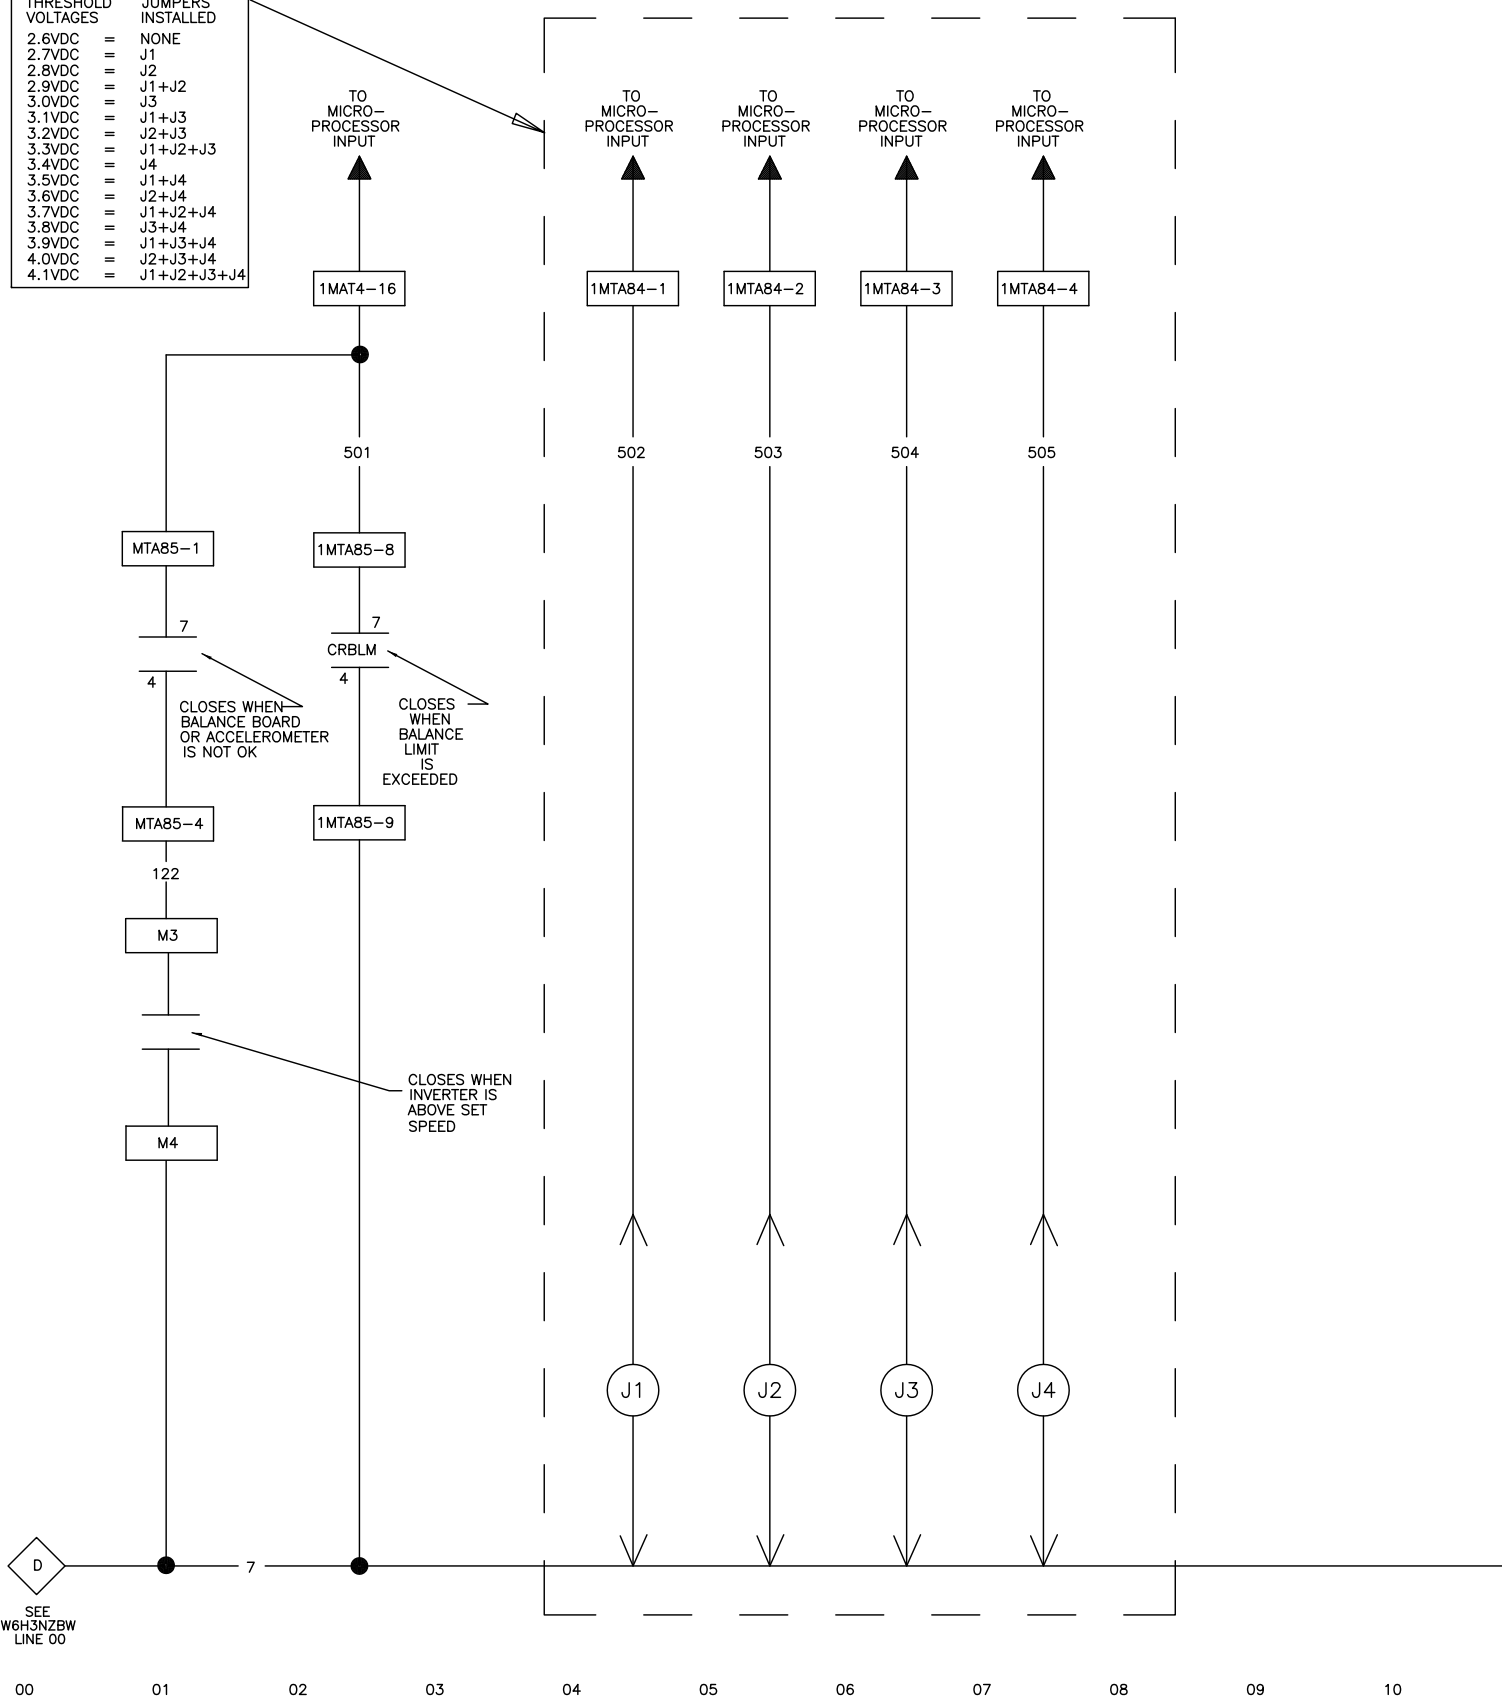 THRESHOLD JUMPERS
VOLTAGES INSTALLED
2.6VDC = NONE
2.7VDC = J1
2.8VDC = J2
2.9VDC = J1+J2
3.0VDC = J3
3.1VDC = J1+J3
3.2VDC = J2+J3
3.3VDC = J1+J2+J3
3.4VDC = J4
3.5VDC = J1+J4
3.6VDC = J2+J4
3.7VDC = J1+J2+J4
3.8VDC = J3+J4
3.9VDC = J1+J3+J4
4.0VDC = J2+J3+J4
4.1VDC = J1+J2+J3+J4
TO
MICRO-
PROCESSOR
INPUT
TO
MICRO-
PROCESSOR
INPUT
TO
MICRO-
PROCESSOR
INPUT
TO
MICRO-
PROCESSOR
INPUT
TO
MICRO-
PROCESSOR
INPUT
1MAT4-16
1MTA84-1
1MTA84-2
1MTA84-3
1MTA84-4
501
502
503
504
505
MTA85-1
1MTA85-8
7
7
CRBLM
4
4
CLOSES WHEN
BALANCE BOARD
OR ACCELEROMETER
IS NOT OK
CLOSES
WHEN
BALANCE
LIMIT
IS
EXCEEDED
MTA85-4
1MTA85-9
122
M3
CLOSES WHEN
INVERTER IS
ABOVE SET
SPEED
M4
J1
J2
J3
J4
D
7
SEE
W6H3NZBW
LINE 00
00 01 02 03 04 05 06 07 08 09 10